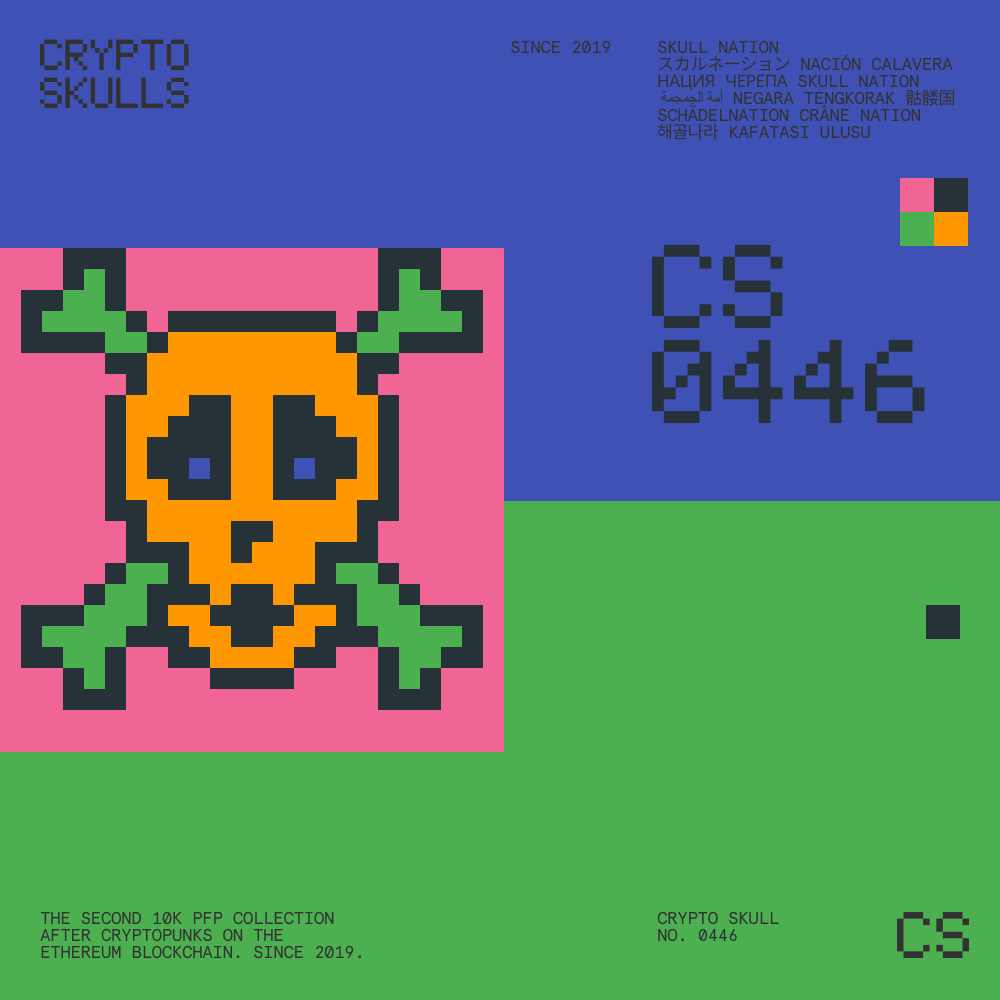 CRYPTO
SKULLS
SINCE 2019
SKULL NATION
スカルネーション NACIÓN CALAVERA
НАЦИЯ ЧЕРЕПА SKULL NATION
أمة الجمجمة NEGARA TENGKORAK 骷髅国
SCHÄDELNATION CRÂNE NATION
해골나라 KAFATASI ULUSU
CS
0446
THE SECOND 10K PFP COLLECTION
AFTER CRYPTOPUNKS ON THE
ETHEREUM BLOCKCHAIN. SINCE 2019.
CRYPTO SKULL
NO. 0446
CS